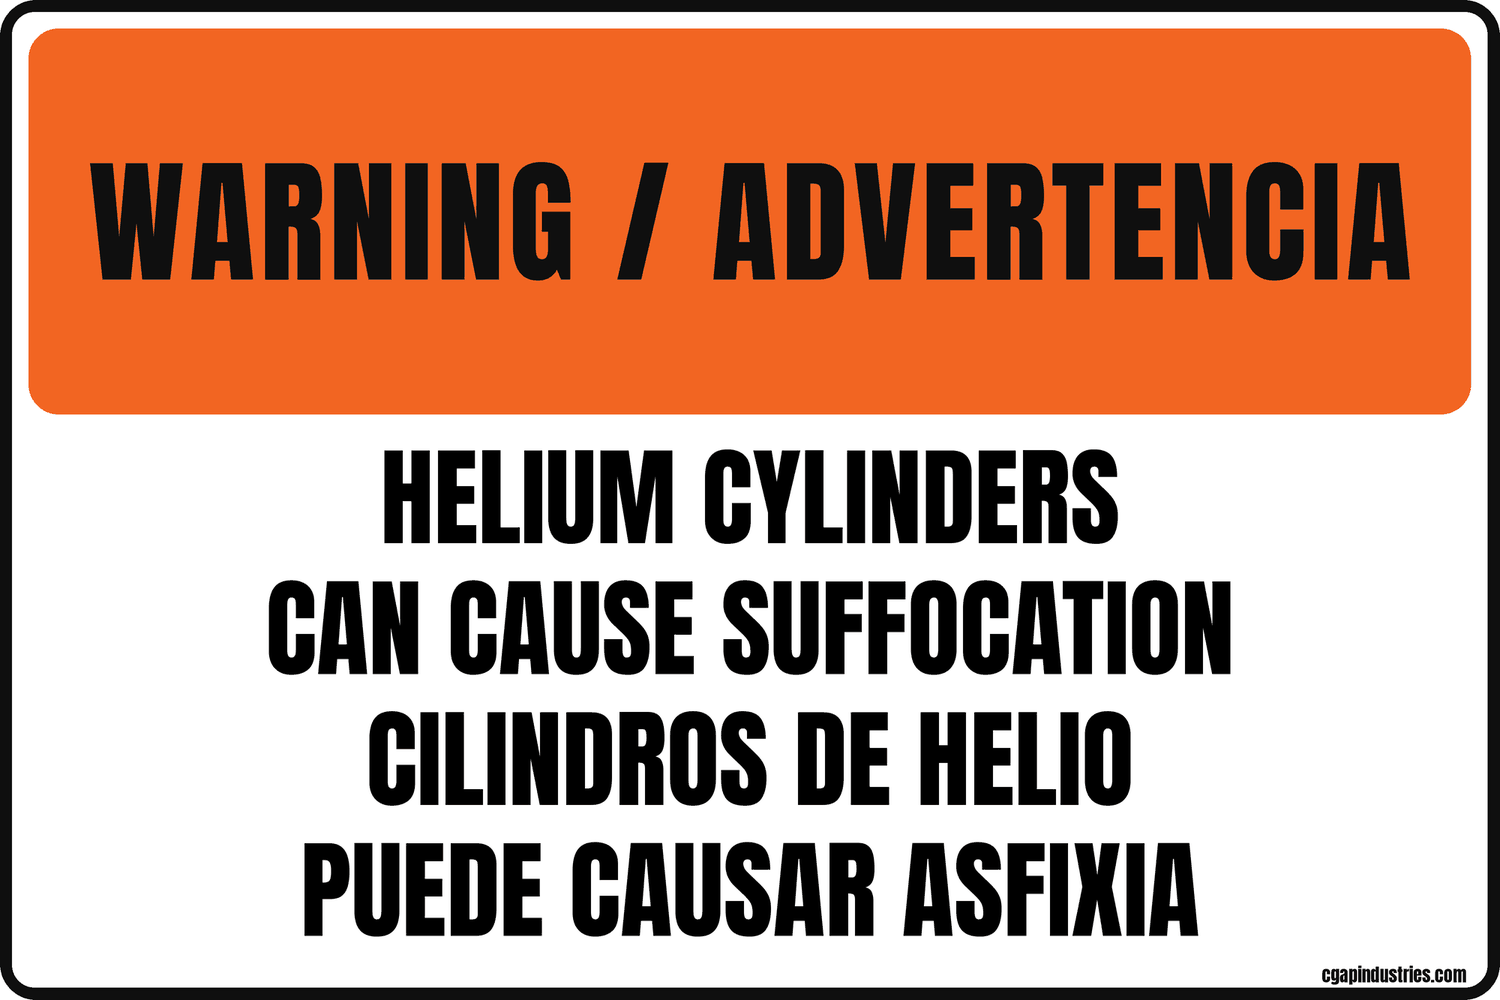 WARNING / ADVERTENCIA
HELIUM CYLINDERS
CAN CAUSE SUFFOCATION
CILINDROS DE HELIO
PUEDE CAUSAR ASFIXIA
cgapindustries.com